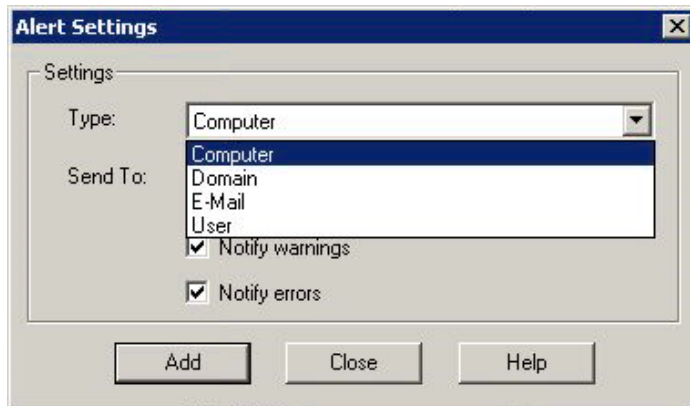 Alert Settings
Settings
Type:
Computer
Computer
Send To:
Domain
E-Mail
User
Notify warnings
Notify errors
Add
Close
Help